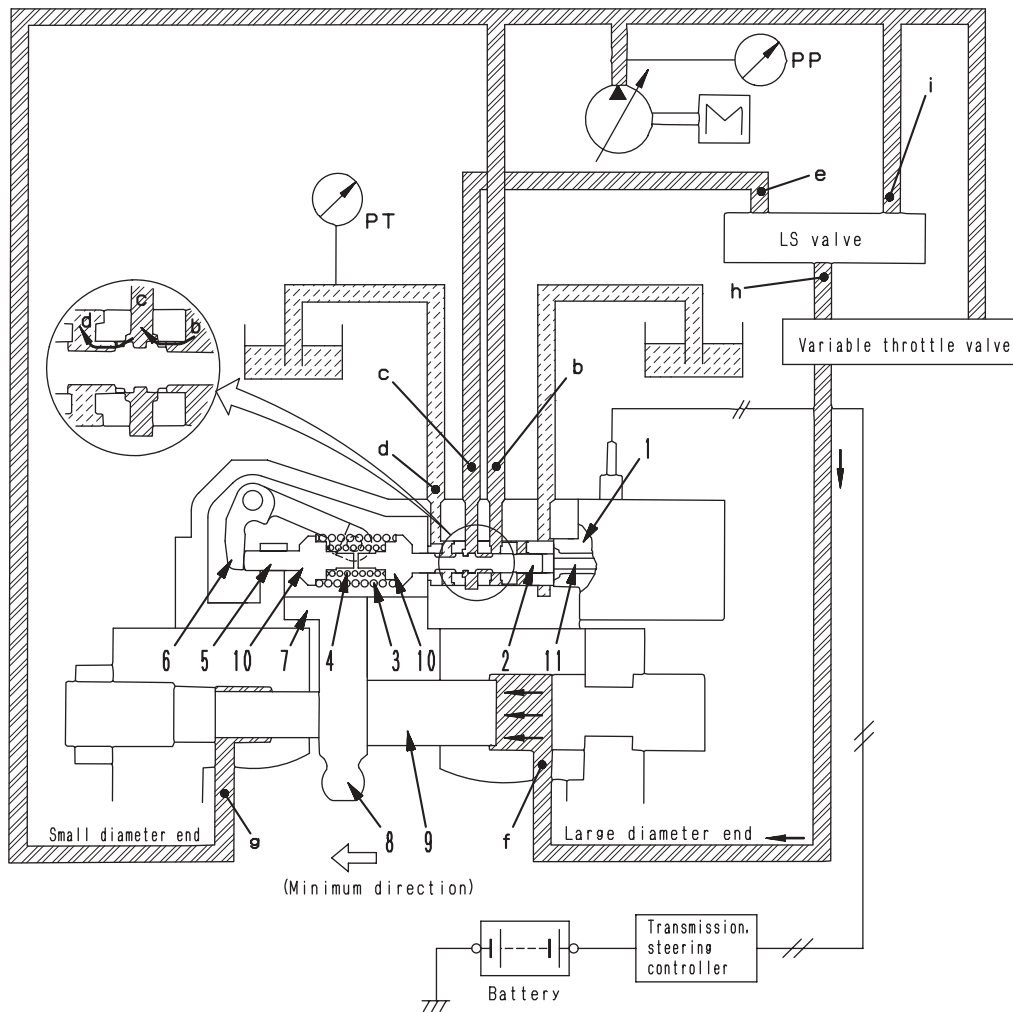 PP
i
e
PT
LS valve
h
c
d
b
Variable throttle valve
c
b
d
1
6
5
10
7
4
3
10
2
11
Small diameter end
g
8
9
f
Large diameter end
(Minimum direction)
Transmission,
steering
controller
Battery